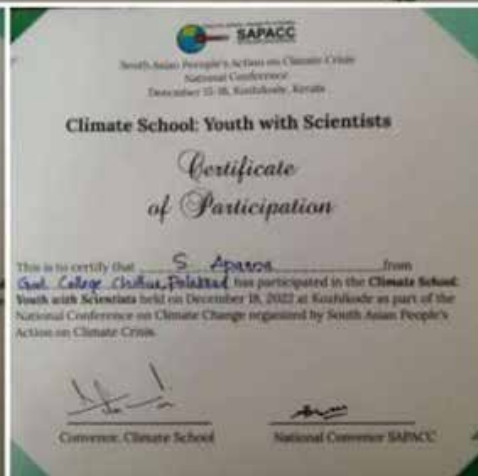 SAPACC
South Asian People's Action on Climate Crisis
National Conference
December 15-18, Kozhikode, Kerala
Climate School: Youth with Scientists
Certificate
of Participation
This is to certify that S Aparna from
Govt. College Chittur, Palakkad has participated in the Climate School:
Youth with Scientists held on December 18, 2022 at Kozhikode as part of the
National Conference on Climate Change organized by South Asian People's
Action on Climate Crisis.
Convenor, Climate School
National Convenor SAPACC